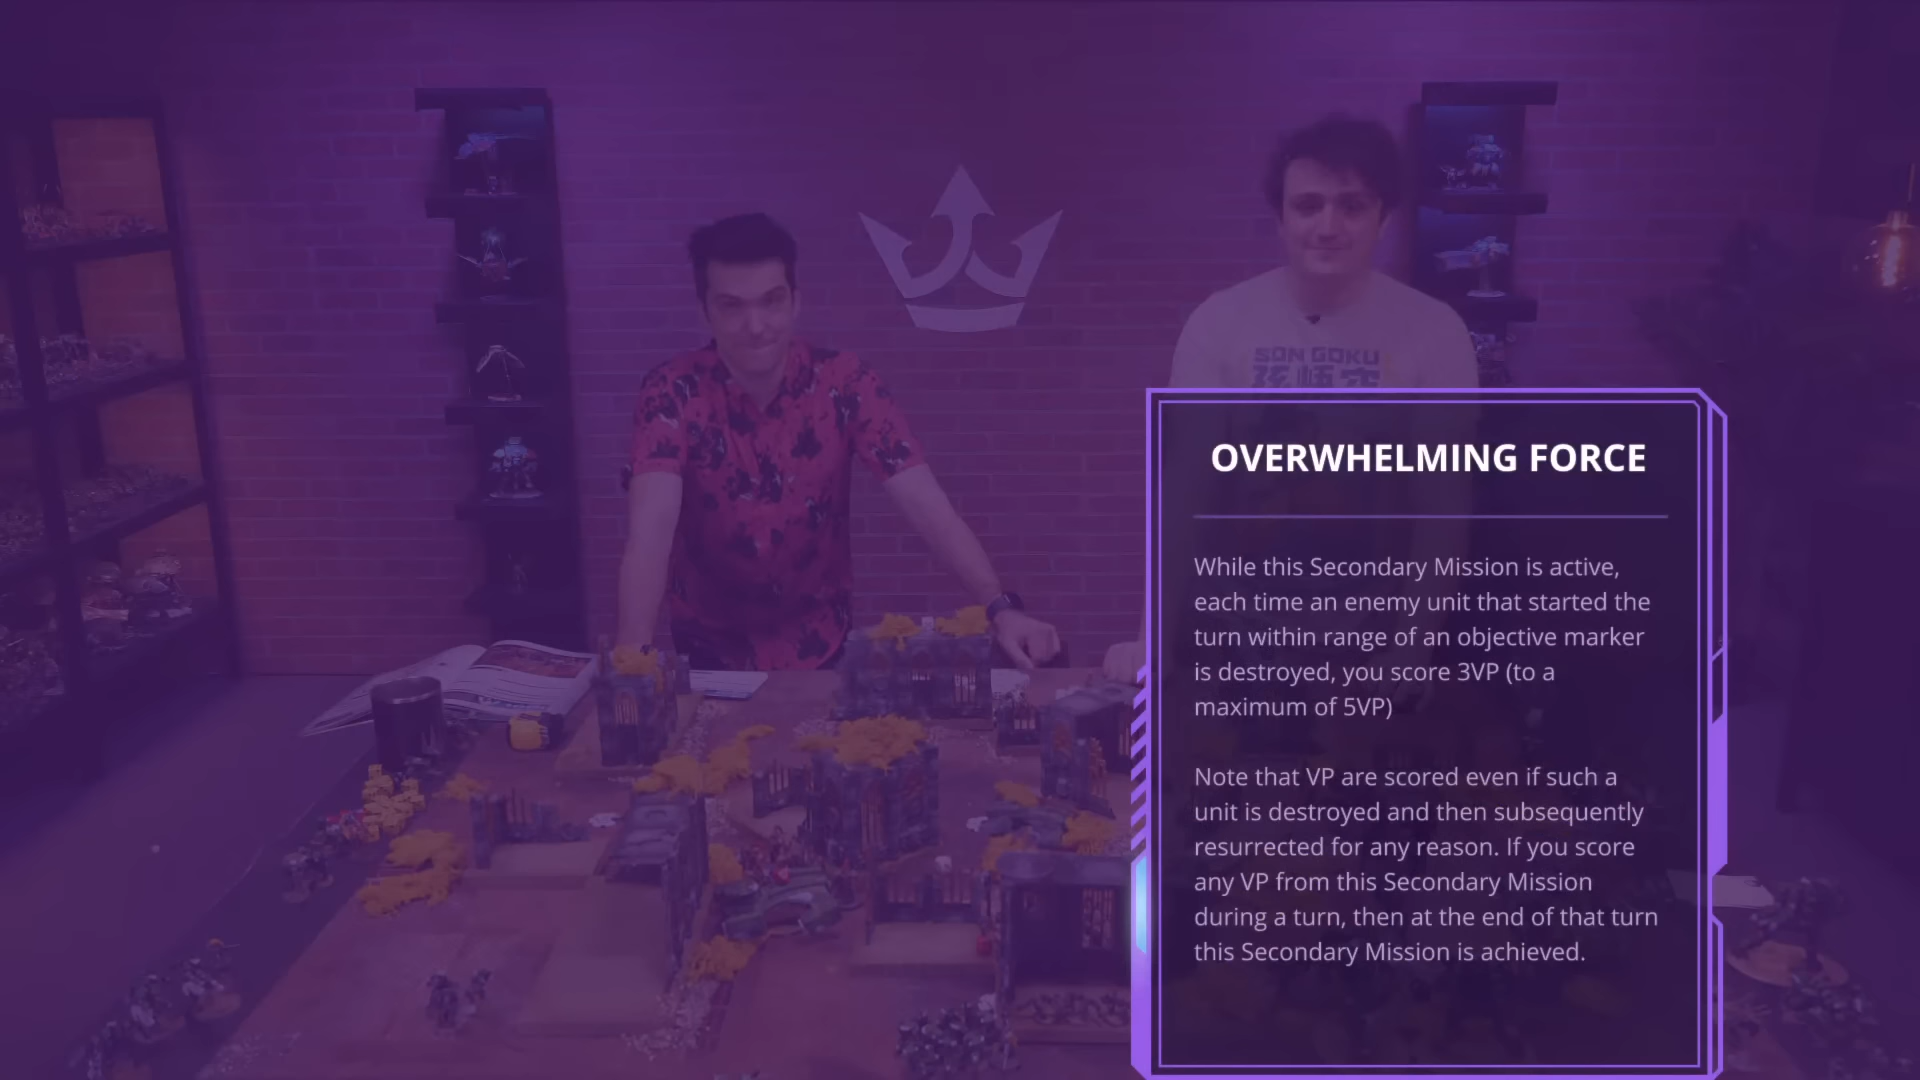 SON GOKU
孫悟空
OVERWHELMING FORCE
While this Secondary Mission is active,
each time an enemy unit that started the
turn within range of an objective marker
is destroyed, you score 3VP (to a
maximum of 5VP)
Note that VP are scored even if such a
unit is destroyed and then subsequently
resurrected for any reason. If you score
any VP from this Secondary Mission
during a turn, then at the end of that turn
this Secondary Mission is achieved.